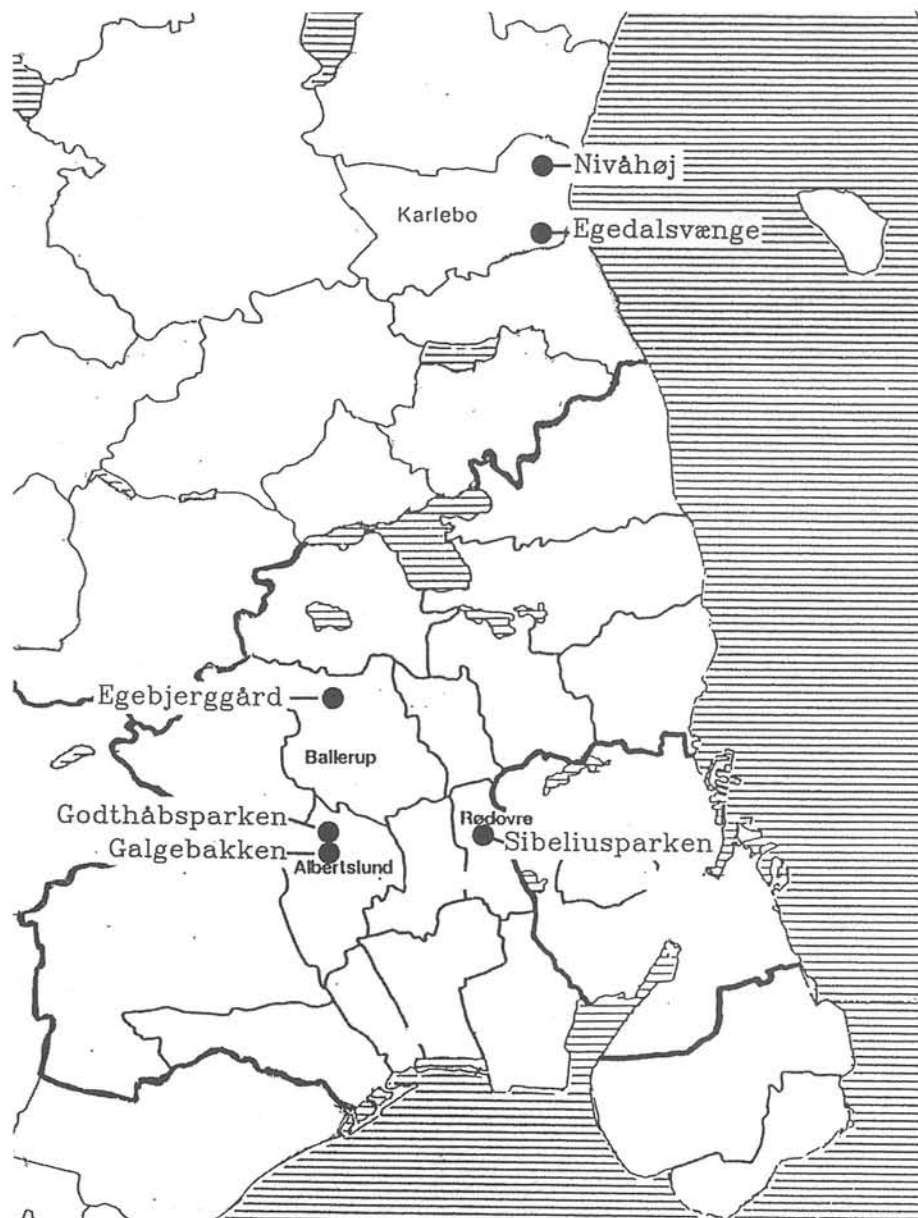 Nivåhøj
Karlebo
Egedalsvænge
Egebjerggård
Ballerup
Godthåbsparken
Rødovre
Sibeliusparken
Galgebakken
Albertslund